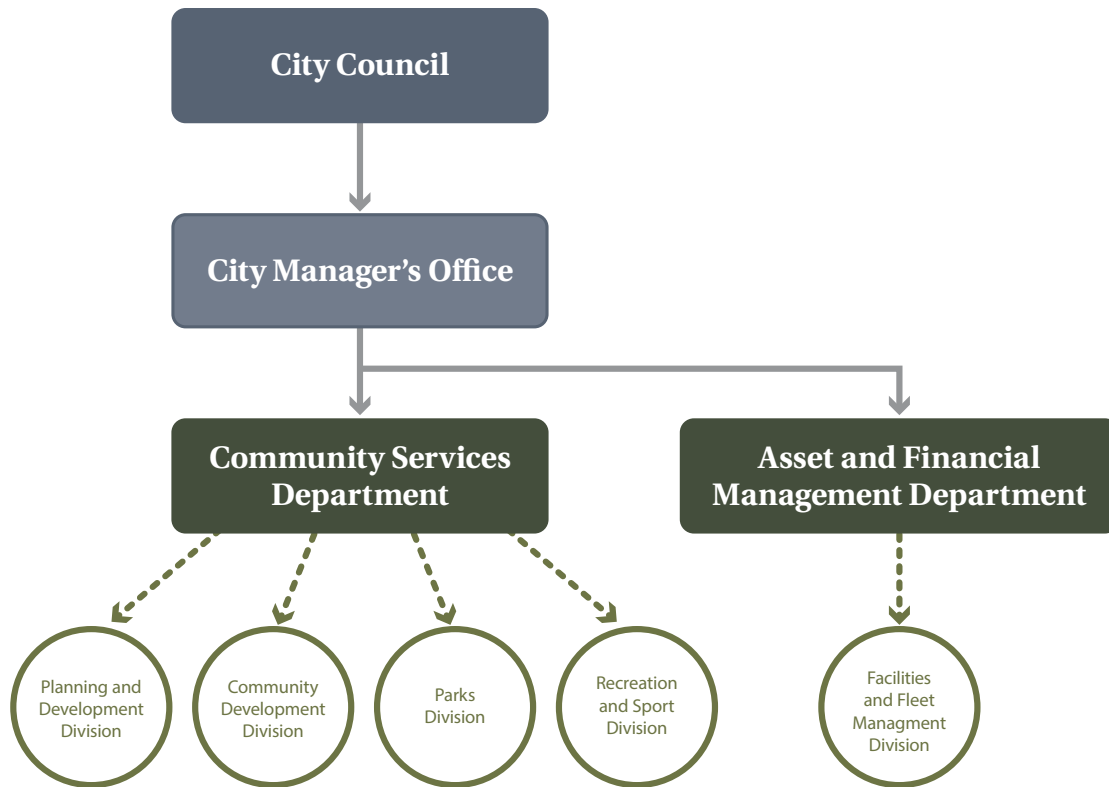 City Council
City Manager’s Office
Community Services
Department
Asset and Financial
Management Department
Planning and
Development
Division
Community
Development
Division
Parks
Division
Recreation
and Sport
Division
Facilities
and Fleet
Managment
Division